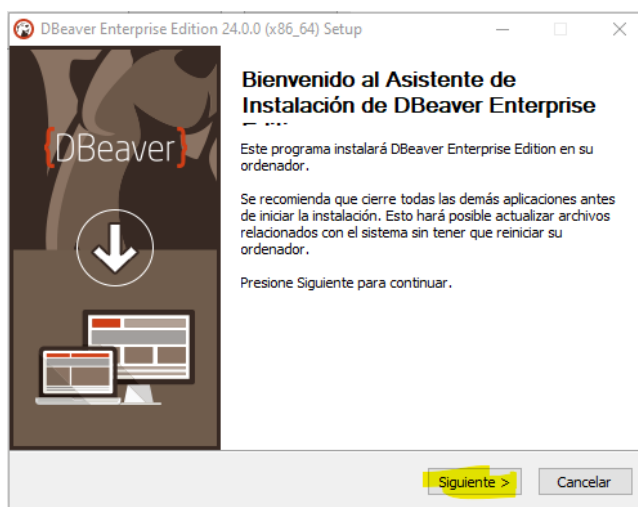 DBeaver Enterprise Edition 24.0.0 (x86_64) Setup
{DBeaver}
Bienvenido al Asistente de
Instalación de DBeaver Enterprise
Este programa instalará DBeaver Enterprise Edition en su
ordenador.
Se recomienda que cierre todas las demás aplicaciones antes
de iniciar la instalación. Esto hará posible actualizar archivos
relacionados con el sistema sin tener que reiniciar su
ordenador.
Presione Siguiente para continuar.
Siguiente >
Cancelar